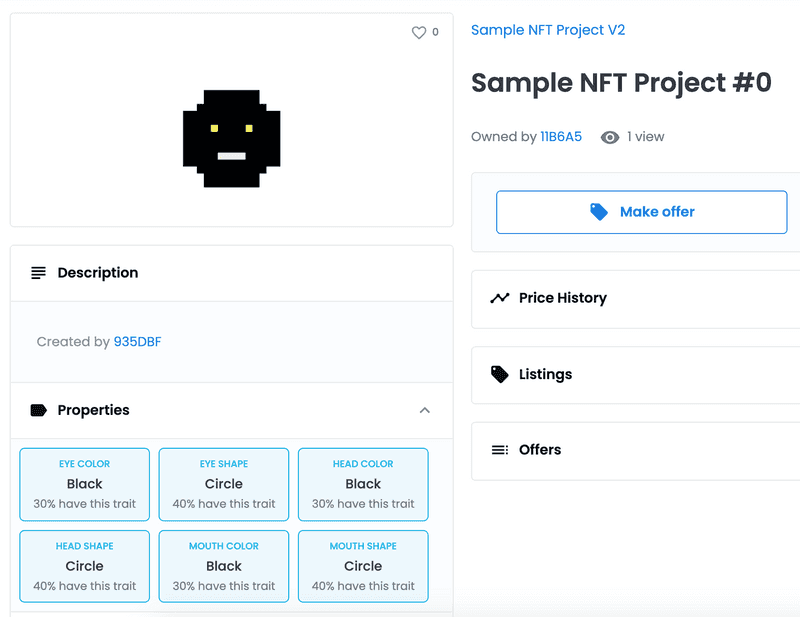 0
Sample NFT Project V2
Sample NFT Project #0
Owned by 11B6A5 1 view
Make offer
Description
Price History
Created by 935DBF
Listings
Properties
Offers
EYE COLOR
Black
30% have this trait
EYE SHAPE
Circle
40% have this trait
HEAD COLOR
Black
30% have this trait
HEAD SHAPE
Circle
40% have this trait
MOUTH COLOR
Black
30% have this trait
MOUTH SHAPE
Circle
40% have this trait